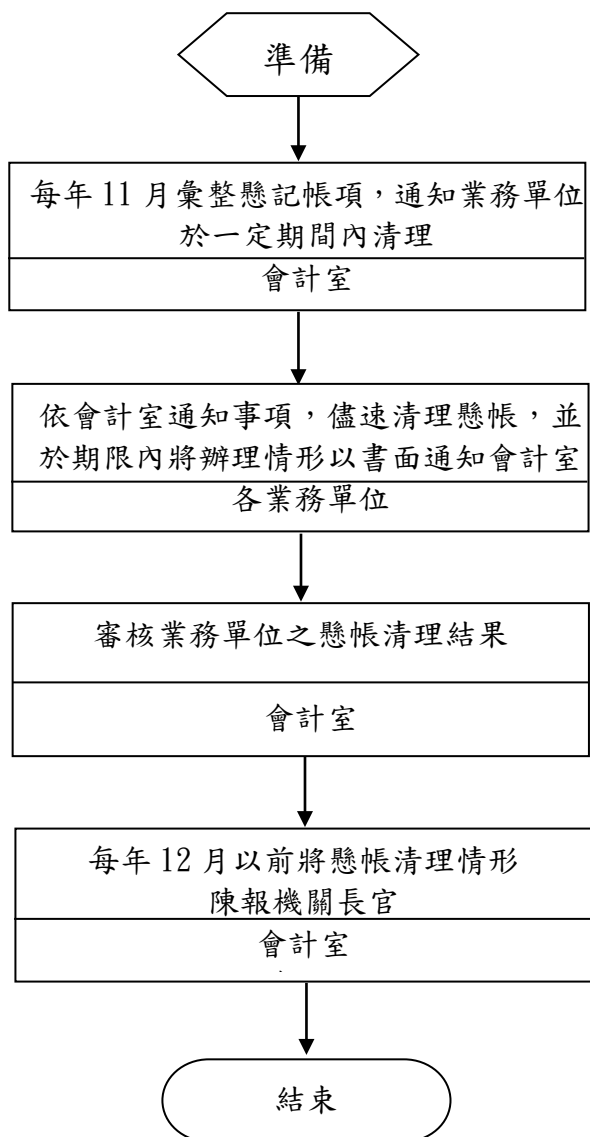 準備
每年 11 月彙整懸記帳項，通知業務單位
於一定期間內清理
會計室
依會計室通知事項，儘速清理懸帳，並
於期限內將辦理情形以書面通知會計室
各業務單位
審核業務單位之懸帳清理結果
會計室
每年 12 月以前將懸帳清理情形
陳報機關長官
會計室
結束